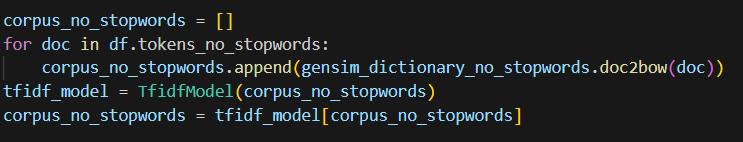 corpus_no_stopwords = []
for doc in df.tokens_no_stopwords:
    corpus_no_stopwords.append(gensim_dictionary_no_stopwords.doc2bow(doc))
tfidf_model = TfidfModel(corpus_no_stopwords)
corpus_no_stopwords = tfidf_model[corpus_no_stopwords]